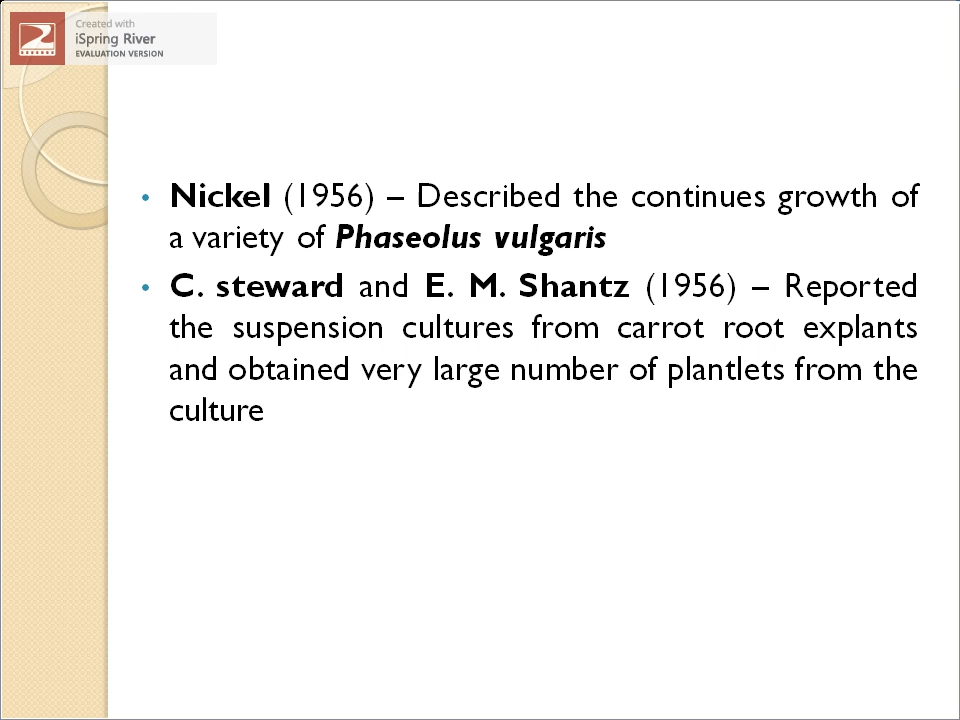 Created with
iSpring River
EVALUATION VERSION
• Nickel (1956) – Described the continues growth of
a variety of Phaseolus vulgaris
• C. steward and E. M. Shantz (1956) – Reported
the suspension cultures from carrot root explants
and obtained very large number of plantlets from the
culture